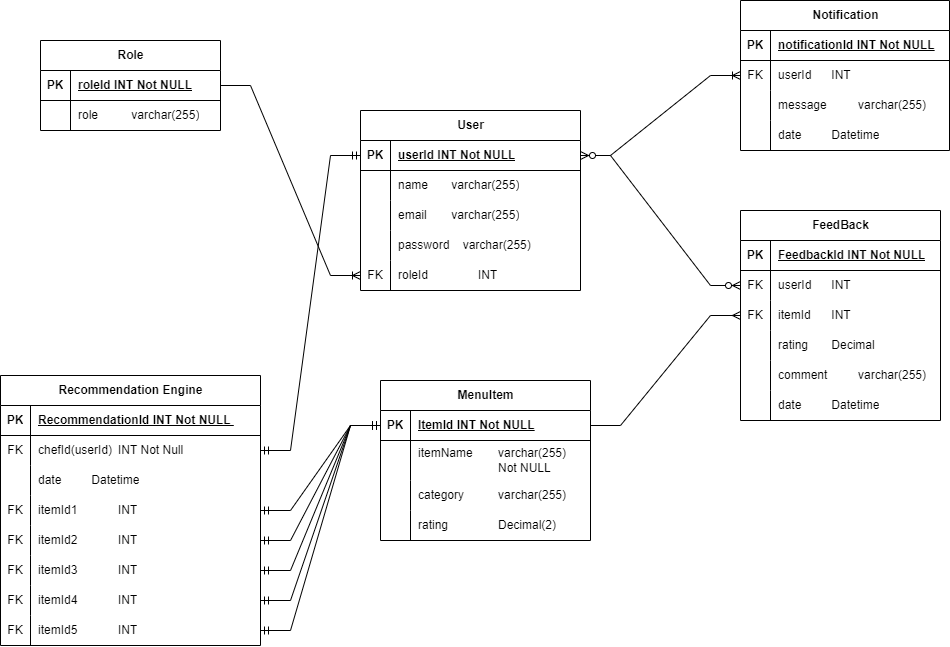 Role
PK roleId INT Not NULL
role varchar(255)
User
PK userId INT Not NULL
name varchar(255)
email varchar(255)
password varchar(255)
FK roleId INT
Notification
PK notificationId INT Not NULL
FK userId INT
message varchar(255)
date Datetime
FeedBack
PK FeedbackId INT Not NULL
FK userId INT
FK itemId INT
rating Decimal
comment varchar(255)
date Datetime
Recommendation Engine
PK RecommendationId INT Not NULL
FK chefId(userId) INT Not Null
date Datetime
FK itemId1 INT
FK itemId2 INT
FK itemId3 INT
FK itemId4 INT
FK itemId5 INT
MenuItem
PK ItemId INT Not NULL
itemName varchar(255)
Not NULL
category varchar(255)
rating Decimal(2)